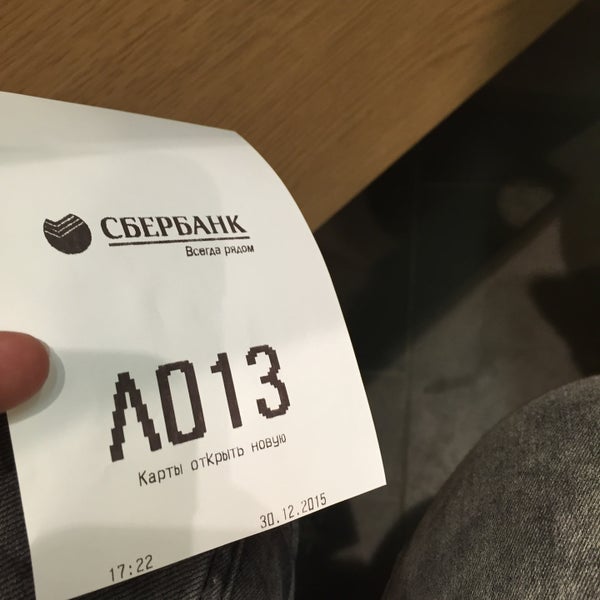 СБЕРБАНК
Всегда рядом
Л013
Карты открыть новую
30.12.2015
17:22